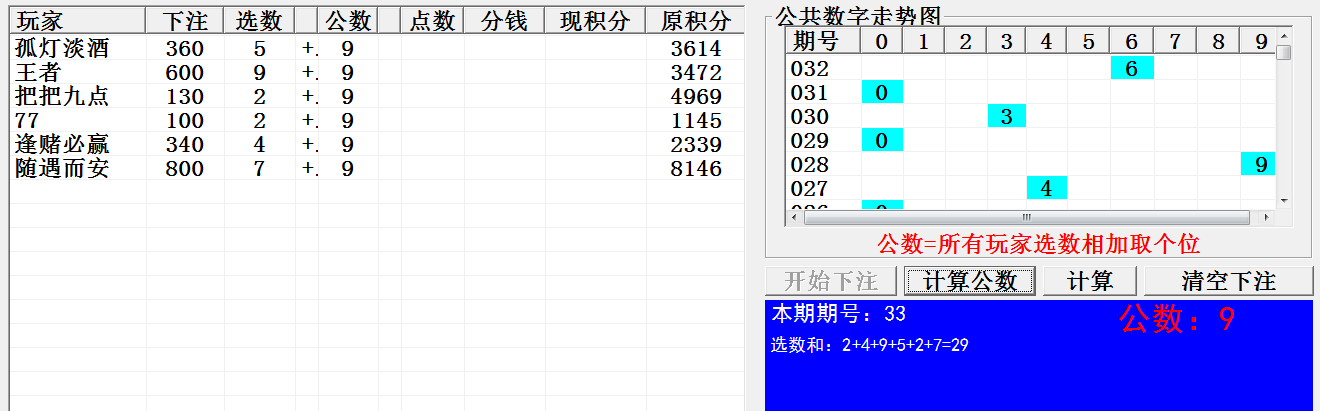 玩家 下注 选数 公数 点数 分钱 现积分 原积分
孤灯淡酒 360 5 +. 9 3614
王者 600 9 +. 9 3472
把把九点 130 2 +. 9 4969
77 100 2 +. 9 1145
逢赌必赢 340 4 +. 9 2339
随遇而安 800 7 +. 9 8146
公共数字走势图
期号 0 1 2 3 4 5 6 7 8 9
032 6
031 0
030 3
029 0
028 9
027 4
026 0
公数=所有玩家选数相加取个位
开始下注 计算公数 计算 清空下注
本期期号：33 公数：9
选数和：2+4+9+5+2+7=29